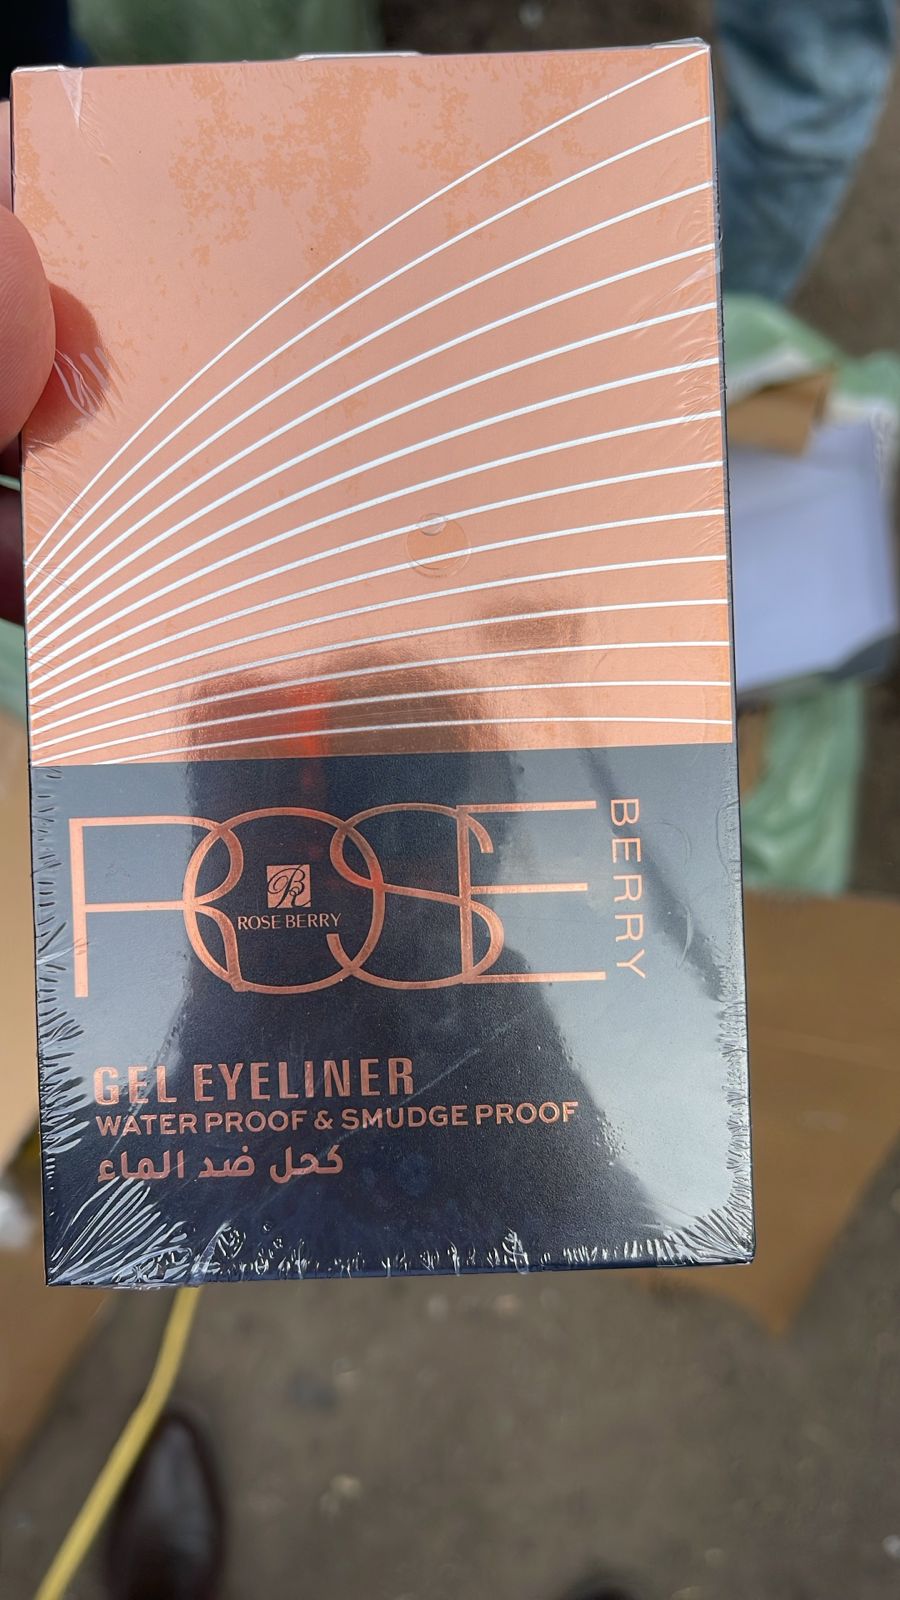 ROSE
BERRY
B
ROSE BERRY
GEL EYELINER
WATER PROOF & SMUDGE PROOF
كحل ضد الماء